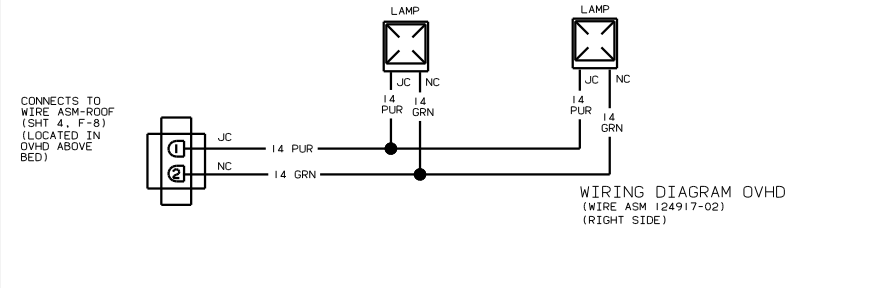 LAMP
LAMP
JC NC
JC NC
14 PUR
14 GRN
14 PUR
14 GRN
CONNECTS TO
WIRE ASM-ROOF
(SHT 4, F-8)
(LOCATED IN
OVHD ABOVE
BED)
JC
1
14 PUR
NC
2
14 GRN
WIRING DIAGRAM OVHD
(WIRE ASM 124917-02)
(RIGHT SIDE)